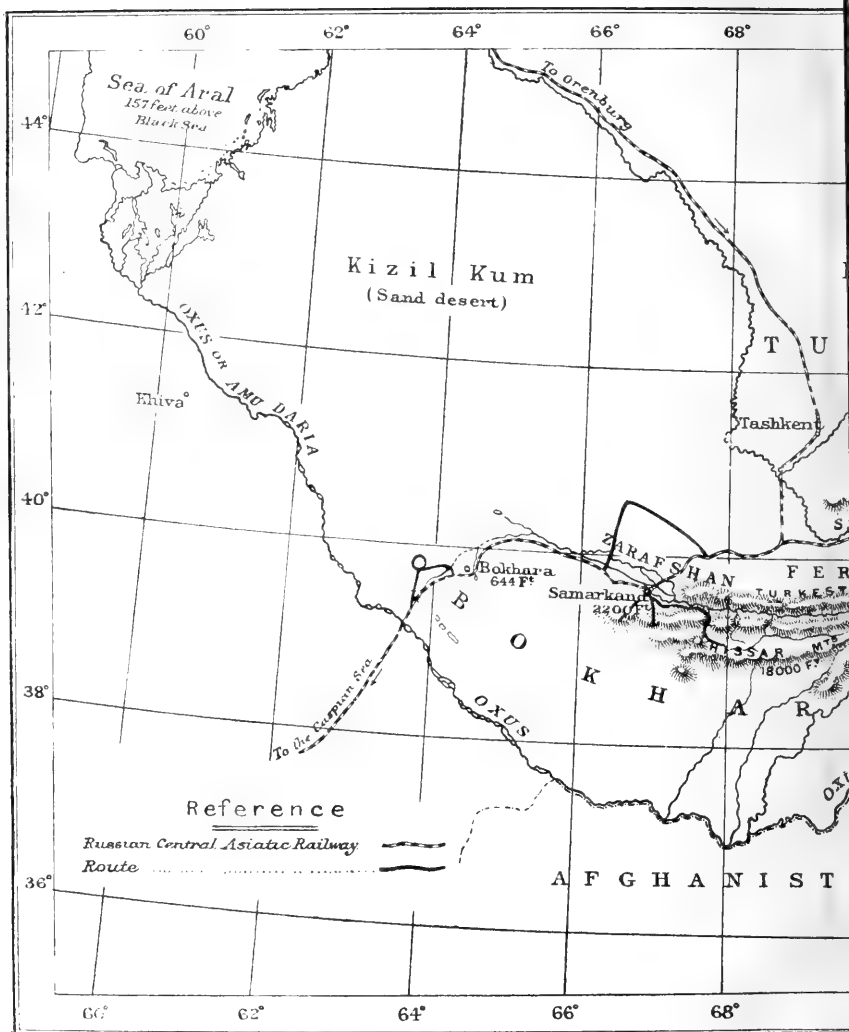 60° 62° 64° 66° 68°
To Orenburg
Sea of Aral
157 feet above
Black Sea
44°
Kizil Kum
(Sand desert)
42°
OXUS OR AMU DARIA
T U
Khiva
Tashkent
40°
S
ZARAFSHAN
FER
Bokhara
644 Ft
Samarkand
2200 Ft
TURKEST
HISSAR MTS
18000 Ft
BOKHAR
38°
To the Caspian Sea
OXUS
OXU
Reference
Russian Central Asiatic Railway
Route
36°
AFGHANIST
60° 62° 64° 66° 68°